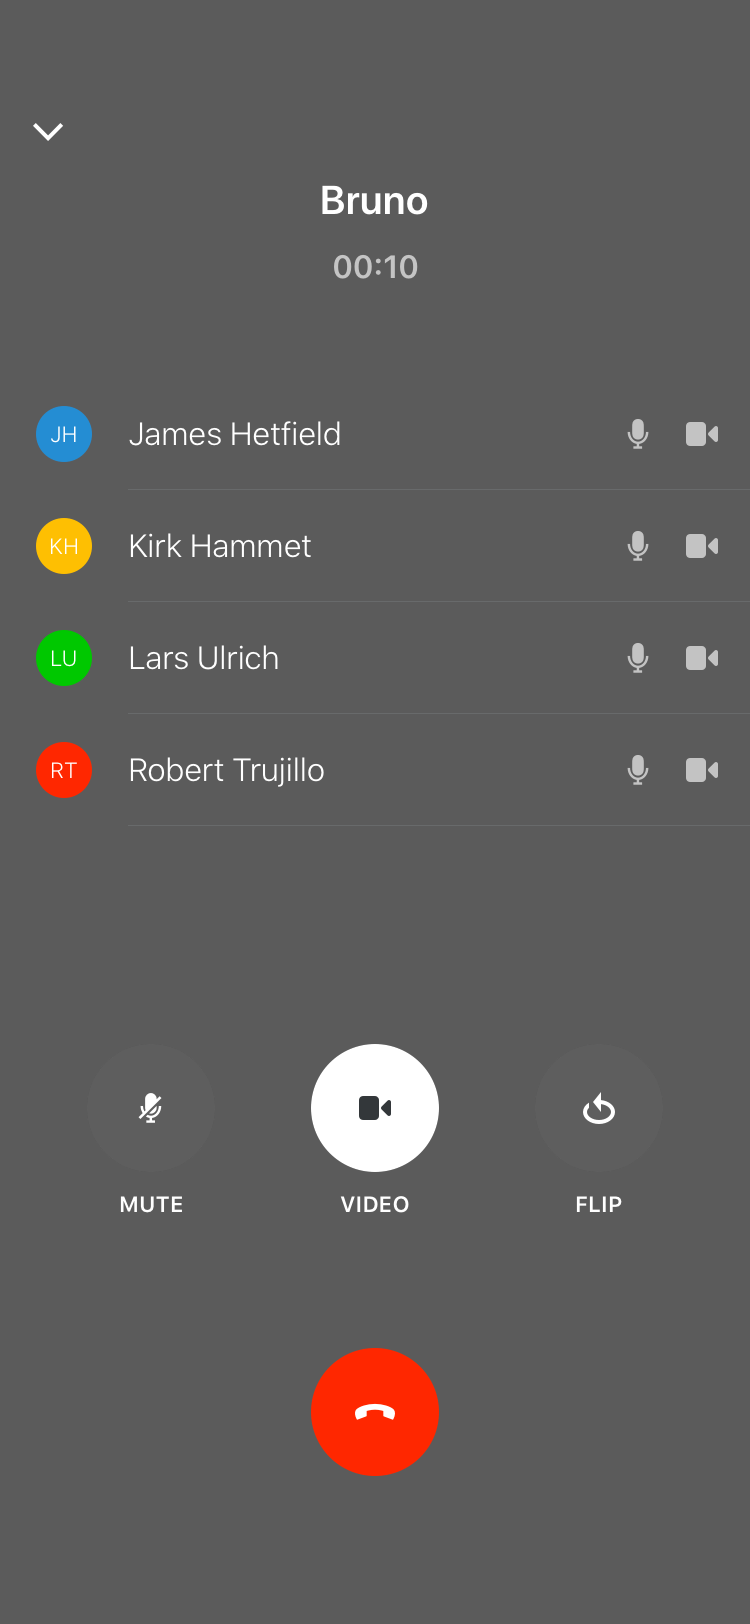 Bruno
00:10
JH James Hetfield
KH Kirk Hammet
LU Lars Ulrich
RT Robert Trujillo
MUTE VIDEO FLIP